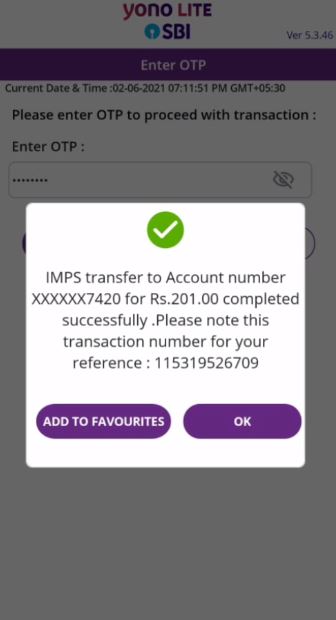 yono LITE
SBI
Ver 5.3.46
Enter OTP
Current Date & Time :02-06-2021 07:11:51 PM GMT+05:30
Please enter OTP to proceed with transaction :
Enter OTP :
••••••••
IMPS transfer to Account number
XXXXXX7420 for Rs.201.00 completed
successfully .Please note this
transaction number for your
reference : 115319526709
ADD TO FAVOURITES
OK